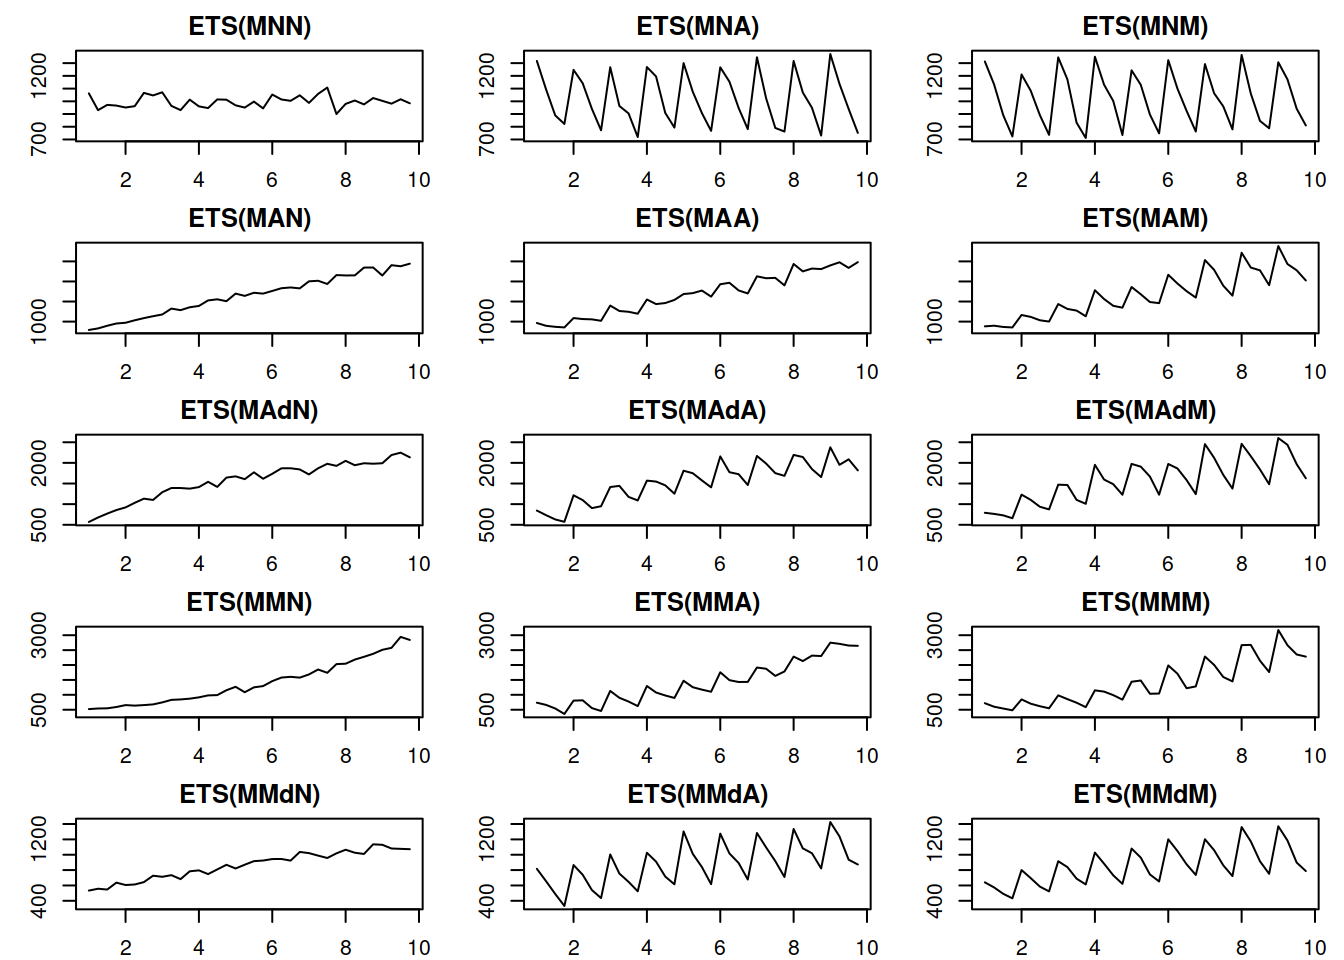 ETS(MNN) ETS(MNA) ETS(MNM)
700 1200 700 1200 700 1200
2 4 6 8 10 2 4 6 8 10 2 4 6 8 10
ETS(MAN) ETS(MAA) ETS(MAM)
1000 1000 1000
2 4 6 8 10 2 4 6 8 10 2 4 6 8 10
ETS(MAdN) ETS(MAdA) ETS(MAdM)
500 2000 500 2000 500 2000
2 4 6 8 10 2 4 6 8 10 2 4 6 8 10
ETS(MMN) ETS(MMA) ETS(MMM)
500 3000 500 3000 500 3000
2 4 6 8 10 2 4 6 8 10 2 4 6 8 10
ETS(MMdN) ETS(MMdA) ETS(MMdM)
400 1200 400 1200 400 1200
2 4 6 8 10 2 4 6 8 10 2 4 6 8 10